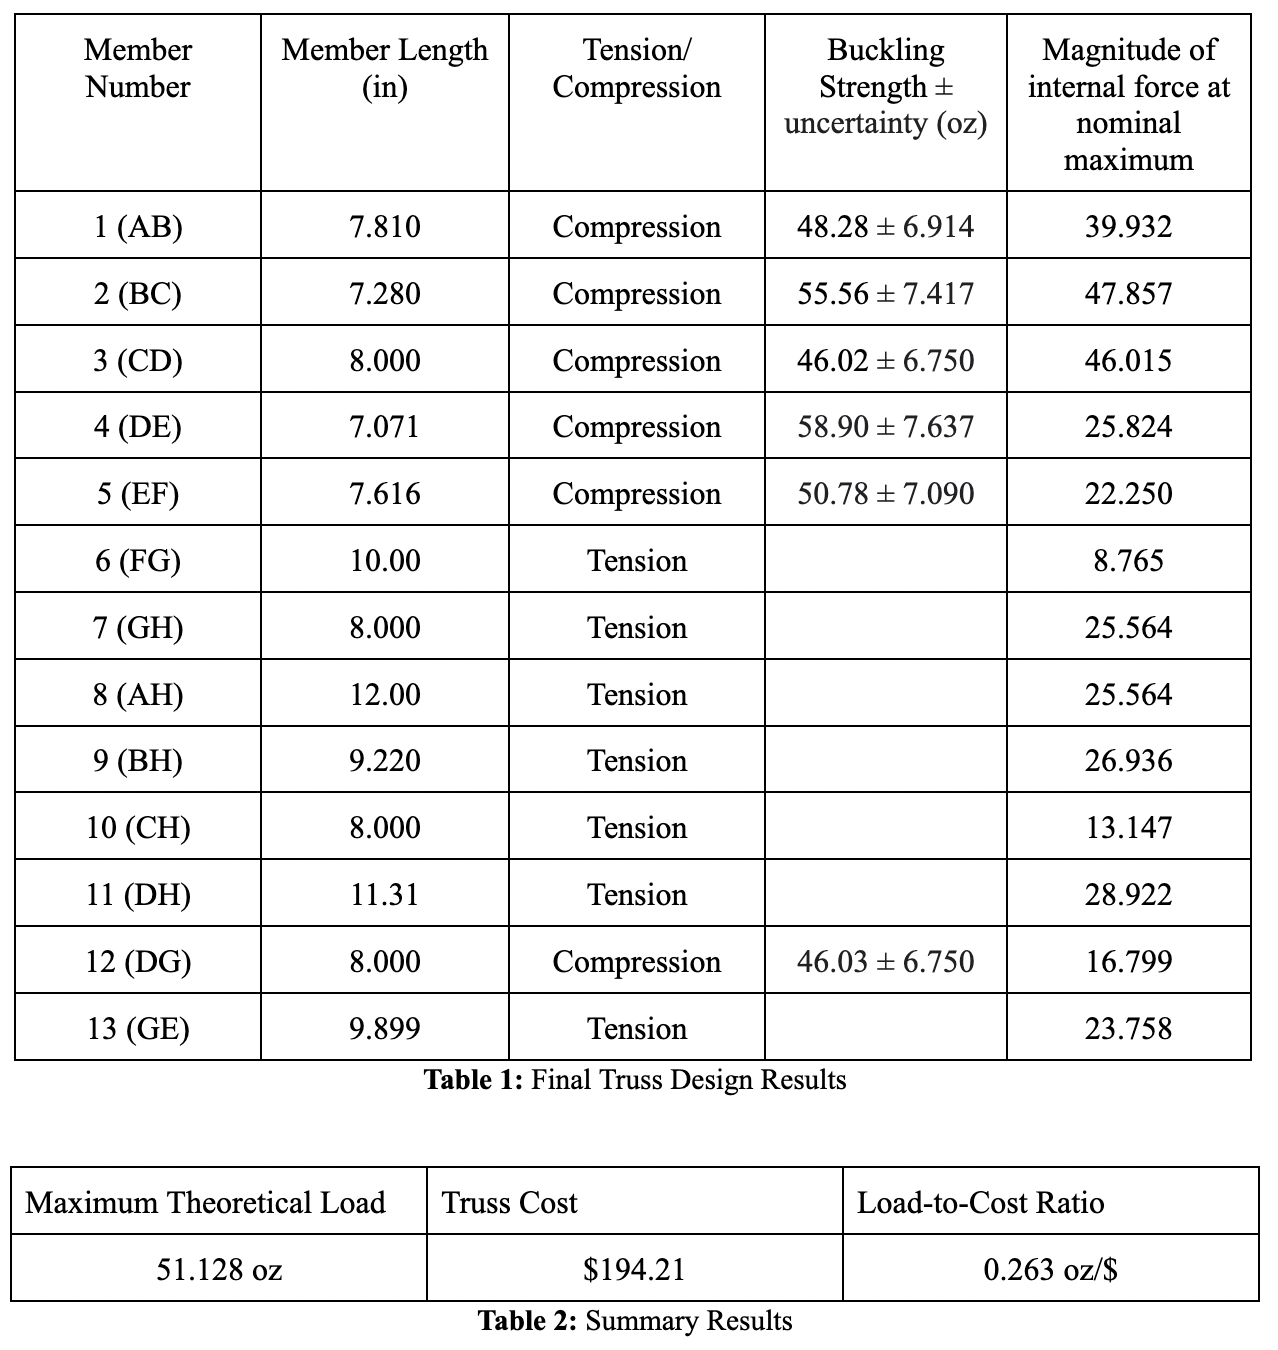 Member Number | Member Length (in) | Tension/ Compression | Buckling Strength ± uncertainty (oz) | Magnitude of internal force at nominal maximum
1 (AB) | 7.810 | Compression | 48.28 ± 6.914 | 39.932
2 (BC) | 7.280 | Compression | 55.56 ± 7.417 | 47.857
3 (CD) | 8.000 | Compression | 46.02 ± 6.750 | 46.015
4 (DE) | 7.071 | Compression | 58.90 ± 7.637 | 25.824
5 (EF) | 7.616 | Compression | 50.78 ± 7.090 | 22.250
6 (FG) | 10.00 | Tension | | 8.765
7 (GH) | 8.000 | Tension | | 25.564
8 (AH) | 12.00 | Tension | | 25.564
9 (BH) | 9.220 | Tension | | 26.936
10 (CH) | 8.000 | Tension | | 13.147
11 (DH) | 11.31 | Tension | | 28.922
12 (DG) | 8.000 | Compression | 46.03 ± 6.750 | 16.799
13 (GE) | 9.899 | Tension | | 23.758
Table 1: Final Truss Design Results
Maximum Theoretical Load | Truss Cost | Load-to-Cost Ratio
51.128 oz | $194.21 | 0.263 oz/$
Table 2: Summary Results